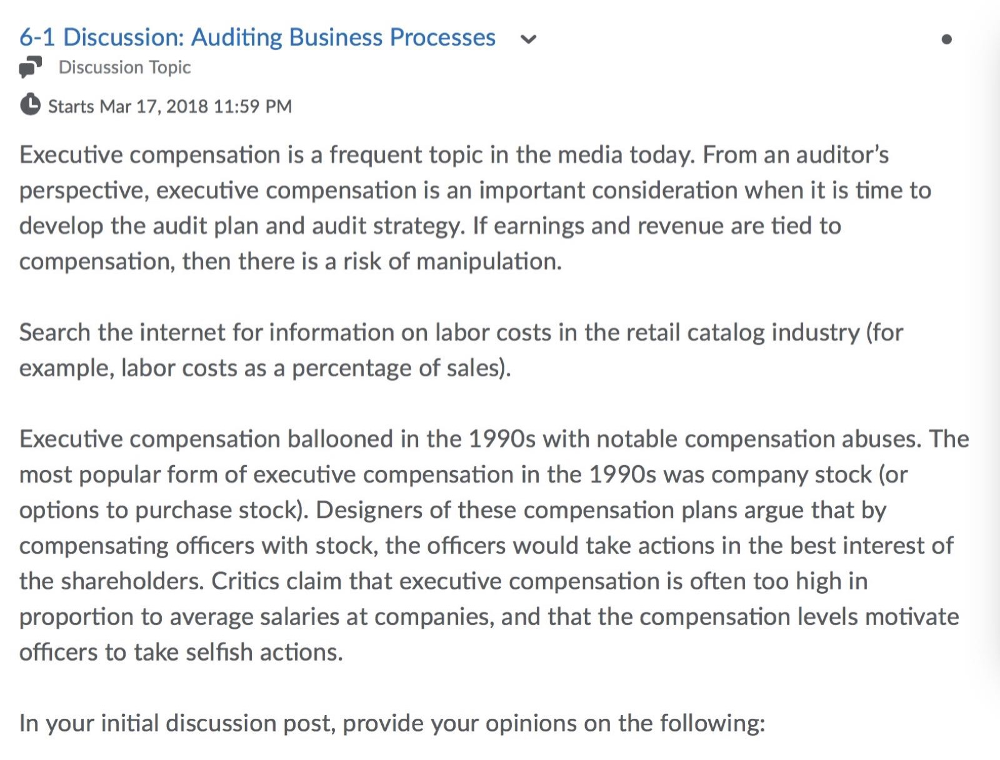 6-1 Discussion: Auditing Business Processes
Discussion Topic
Starts Mar 17, 2018 11:59 PM
Executive compensation is a frequent topic in the media today. From an auditor’s
perspective, executive compensation is an important consideration when it is time to
develop the audit plan and audit strategy. If earnings and revenue are tied to
compensation, then there is a risk of manipulation.
Search the internet for information on labor costs in the retail catalog industry (for
example, labor costs as a percentage of sales).
Executive compensation ballooned in the 1990s with notable compensation abuses. The
most popular form of executive compensation in the 1990s was company stock (or
options to purchase stock). Designers of these compensation plans argue that by
compensating officers with stock, the officers would take actions in the best interest of
the shareholders. Critics claim that executive compensation is often too high in
proportion to average salaries at companies, and that the compensation levels motivate
officers to take selfish actions.
In your initial discussion post, provide your opinions on the following: